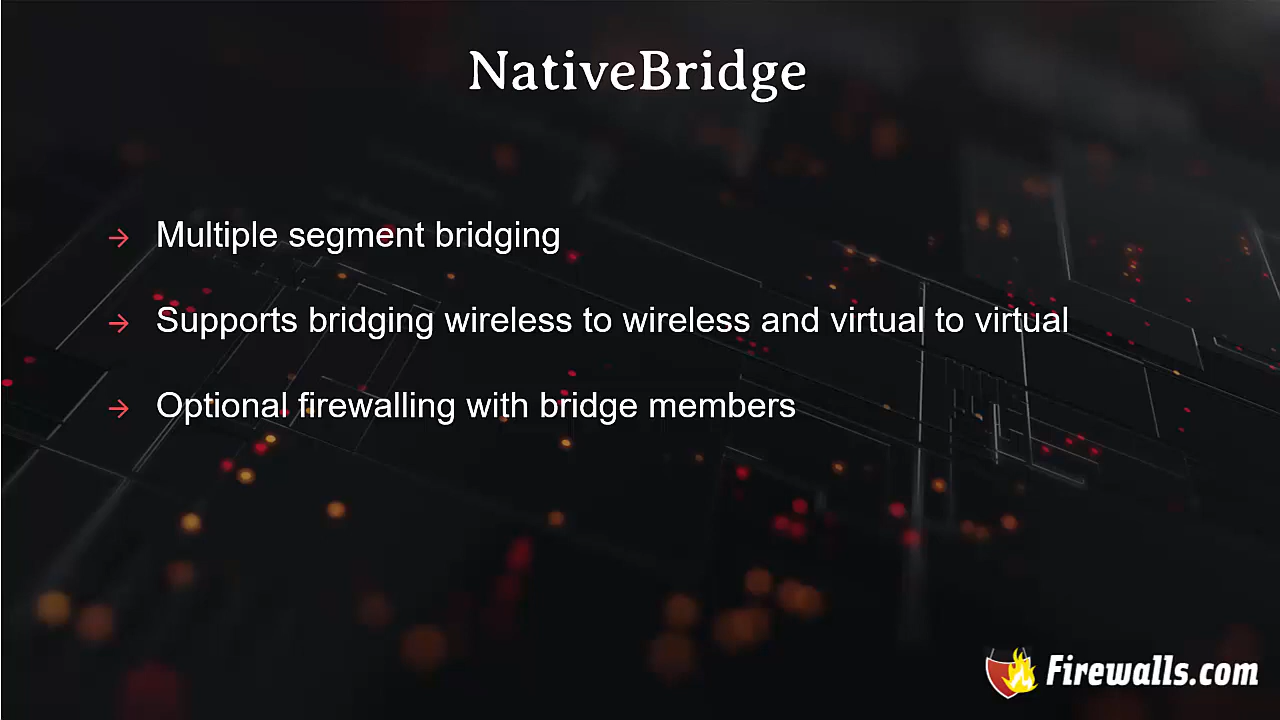 NativeBridge
→ Multiple segment bridging
→ Supports bridging wireless to wireless and virtual to virtual
→ Optional firewalling with bridge members
Firewalls.com